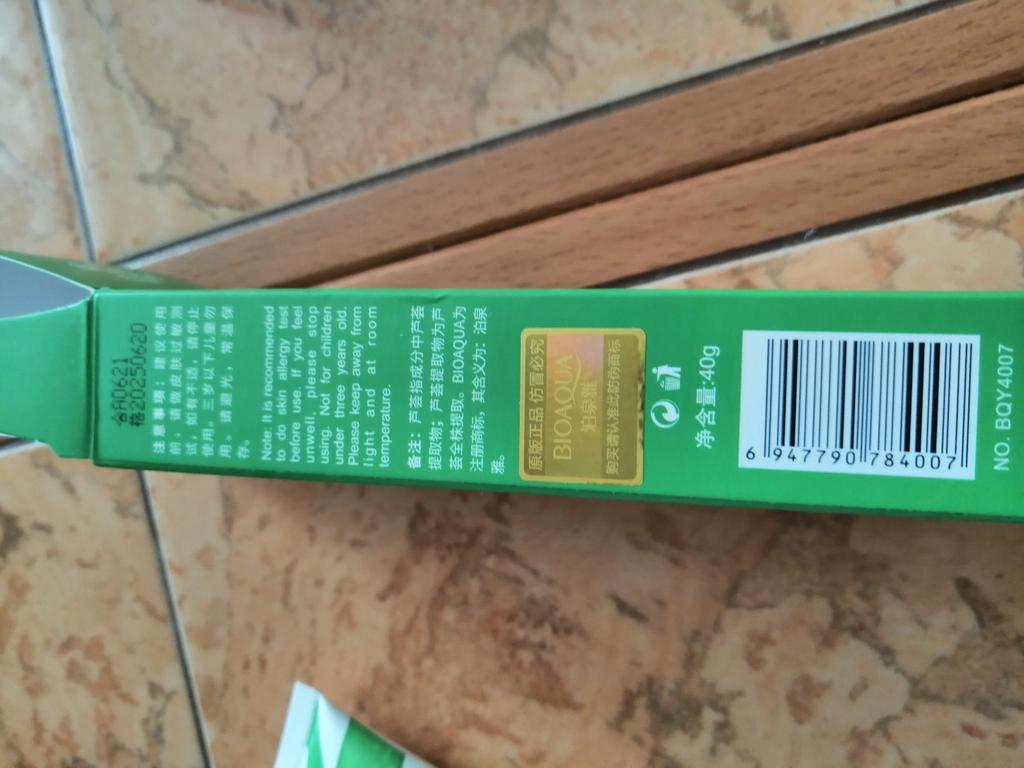 合A0621
格20250620
注意事项：建议使用
前，请做皮肤过敏测
试，如有不适，请停止
使用。三岁以下儿童勿
用。请避光，常温保
存。
Note: It is recommended
to do skin allergy test
before use. If you feel
unwell, please stop
using. Not for children
under three years old.
Please keep away from
light and at room
temperature.
备注：芦荟指成分中芦荟
提取物；芦荟提取物为芦
荟全株提取。BIOAQUA为
注册商标，其含义为：泊泉
雅。
原版正品 仿冒必究
BIOAQUA
泊泉雅
购买请认准此防伪商标
净含量:40g
6 947790 784007
NO. BQY4007